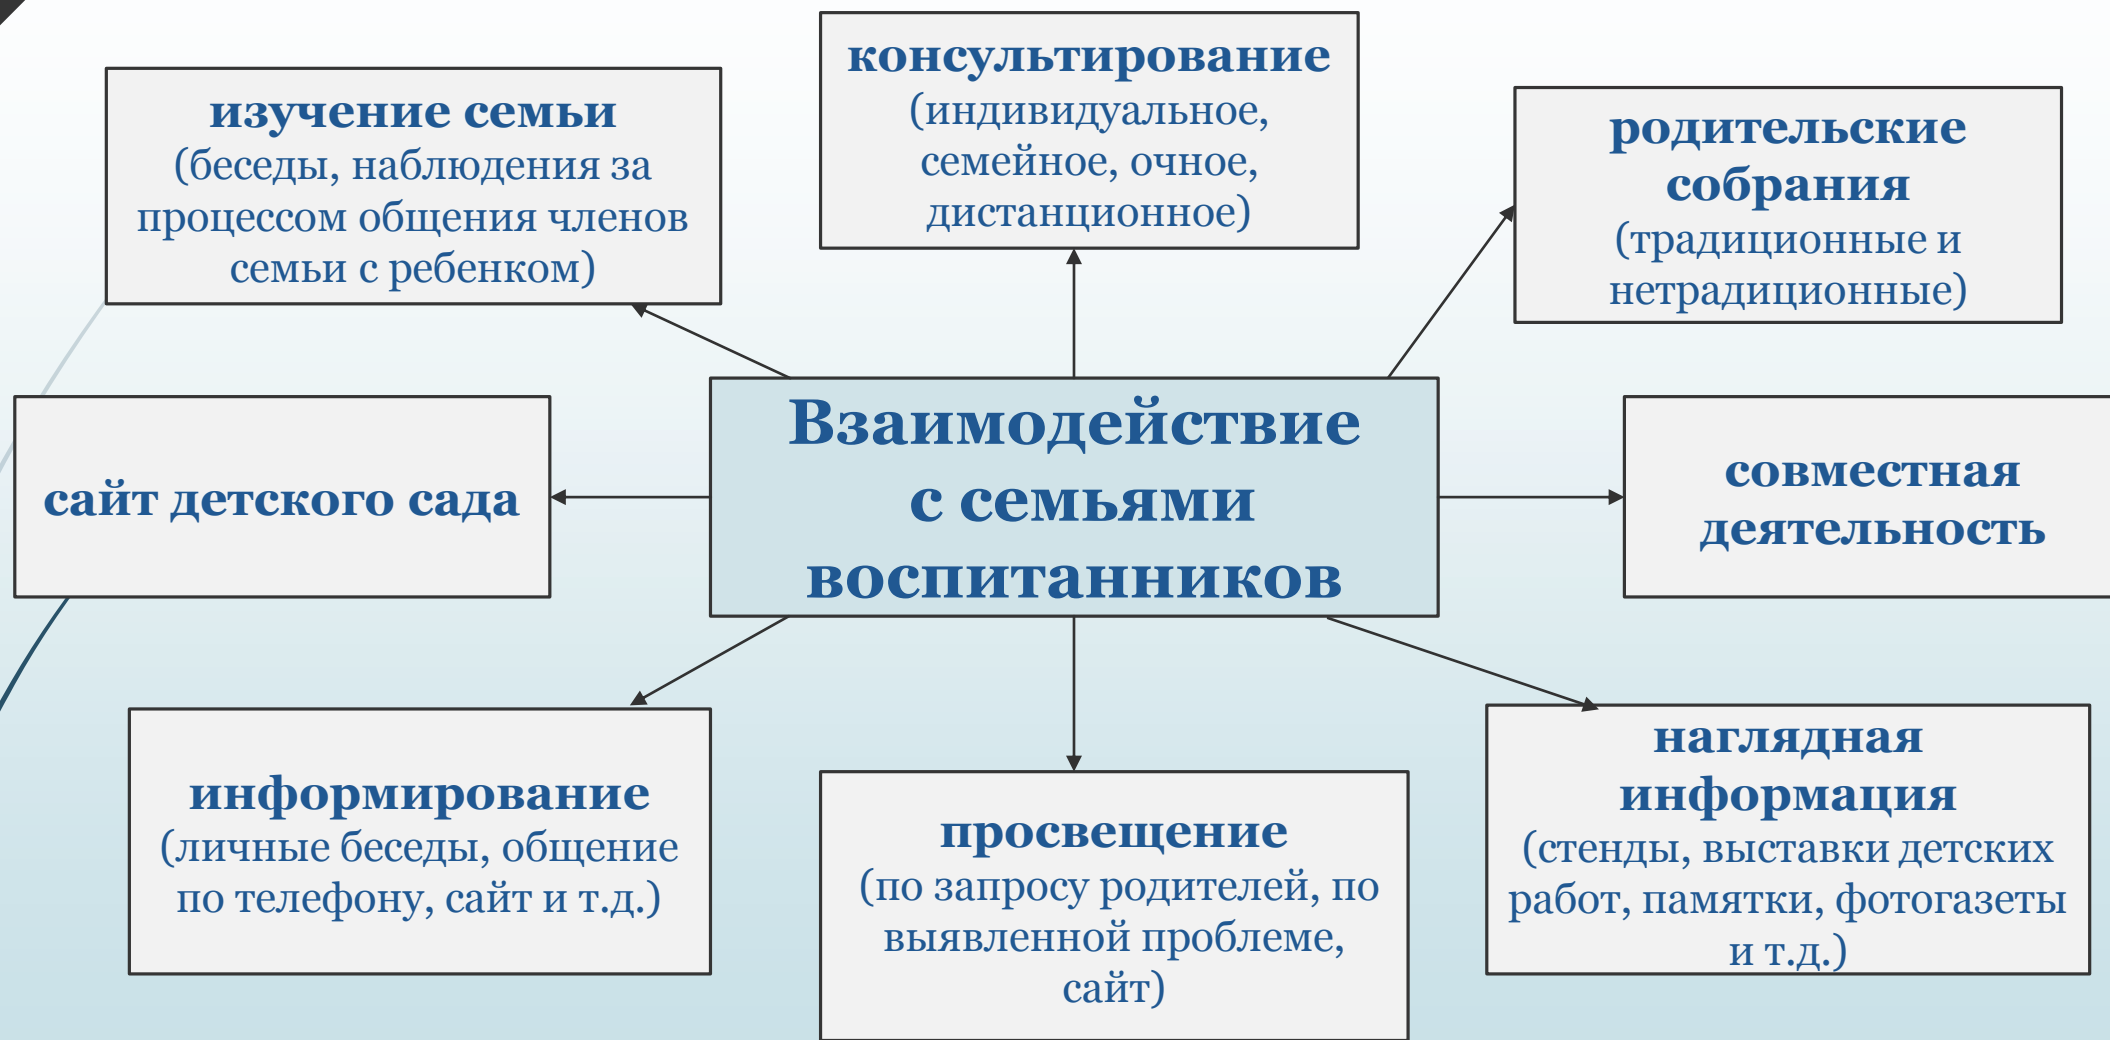 консультирование
(индивидуальное,
семейное, очное,
дистанционное)
изучение семьи
(беседы, наблюдения за
процессом общения членов
семьи с ребенком)
родительские
собрания
(традиционные и
нетрадиционные)
Взаимодействие
с семьями
воспитанников
сайт детского сада
совместная
деятельность
информирование
(личные беседы, общение
по телефону, сайт и т.д.)
просвещение
(по запросу родителей, по
выявленной проблеме,
сайт)
наглядная
информация
(стенды, выставки детских
работ, памятки, фотогазеты
и т.д.)